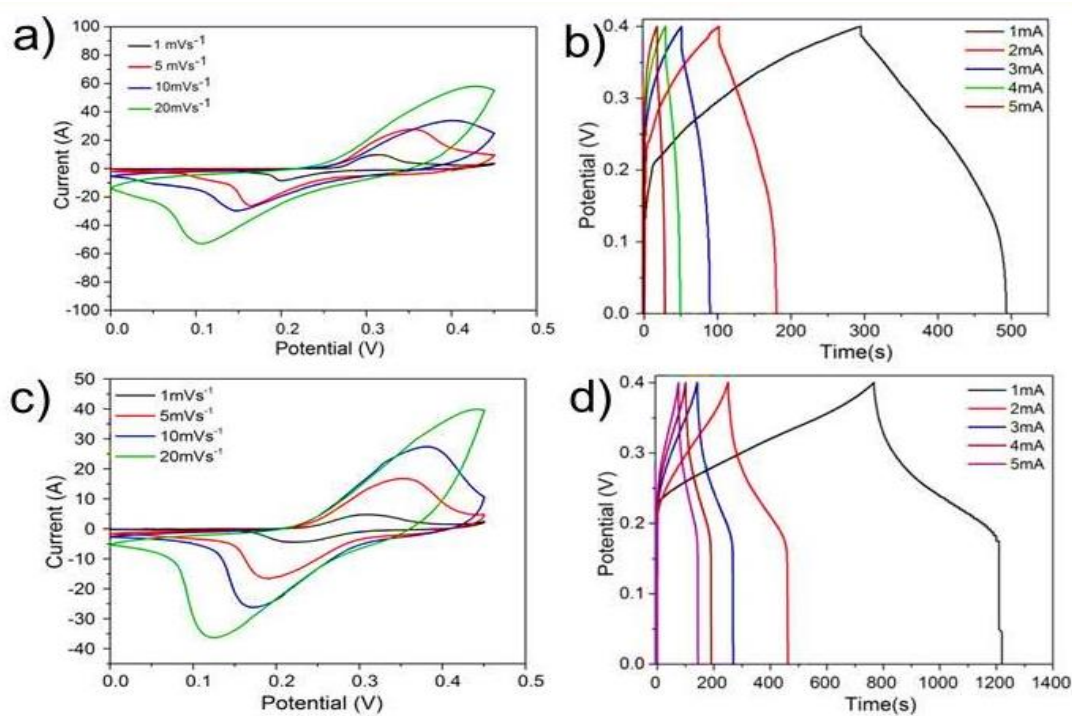 a)
1 mVs⁻¹
5 mVs⁻¹
10mVs⁻¹
20mVs⁻¹
100
80
60
40
20
0
-20
-40
-60
-80
-100
Current (A)
0.0 0.1 0.2 0.3 0.4 0.5
Potential (V)
b)
1mA
2mA
3mA
4mA
5mA
0.4
0.3
0.2
0.1
0.0
Potential (V)
0 100 200 300 400 500
Time(s)
c)
1mVs⁻¹
5mVs⁻¹
10mVs⁻¹
20mVs⁻¹
50
40
30
20
10
0
-10
-20
-30
-40
Current (A)
0.0 0.1 0.2 0.3 0.4 0.5
Potential (V)
d)
1mA
2mA
3mA
4mA
5mA
0.4
0.3
0.2
0.1
0.0
Potential (V)
0 200 400 600 800 1000 1200 1400
Time(s)